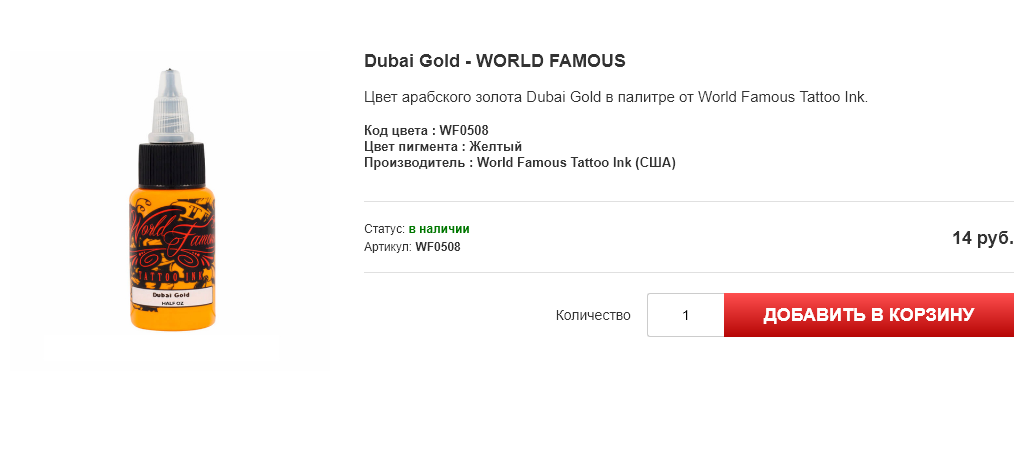 Dubai Gold - WORLD FAMOUS
Цвет арабского золота Dubai Gold в палитре от World Famous Tattoo Ink.
Код цвета : WF0508
Цвет пигмента : Желтый
Производитель : World Famous Tattoo Ink (США)
Статус: в наличии
Артикул: WF0508
14 руб.
Количество
1
ДОБАВИТЬ В КОРЗИНУ
World
Famous
TATTOO INK
Dubai Gold
HALF OZ